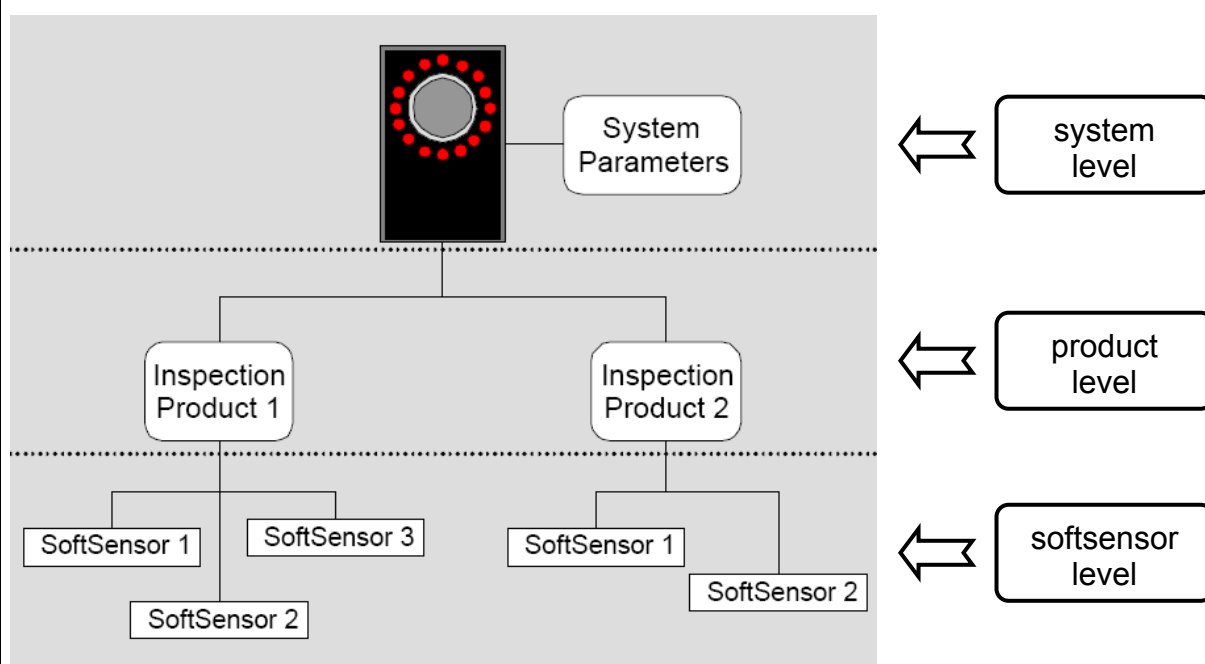 System
Parameters
system
level
Inspection
Product 1
Inspection
Product 2
product
level
SoftSensor 1
SoftSensor 3
SoftSensor 2
SoftSensor 1
SoftSensor 2
softsensor
level